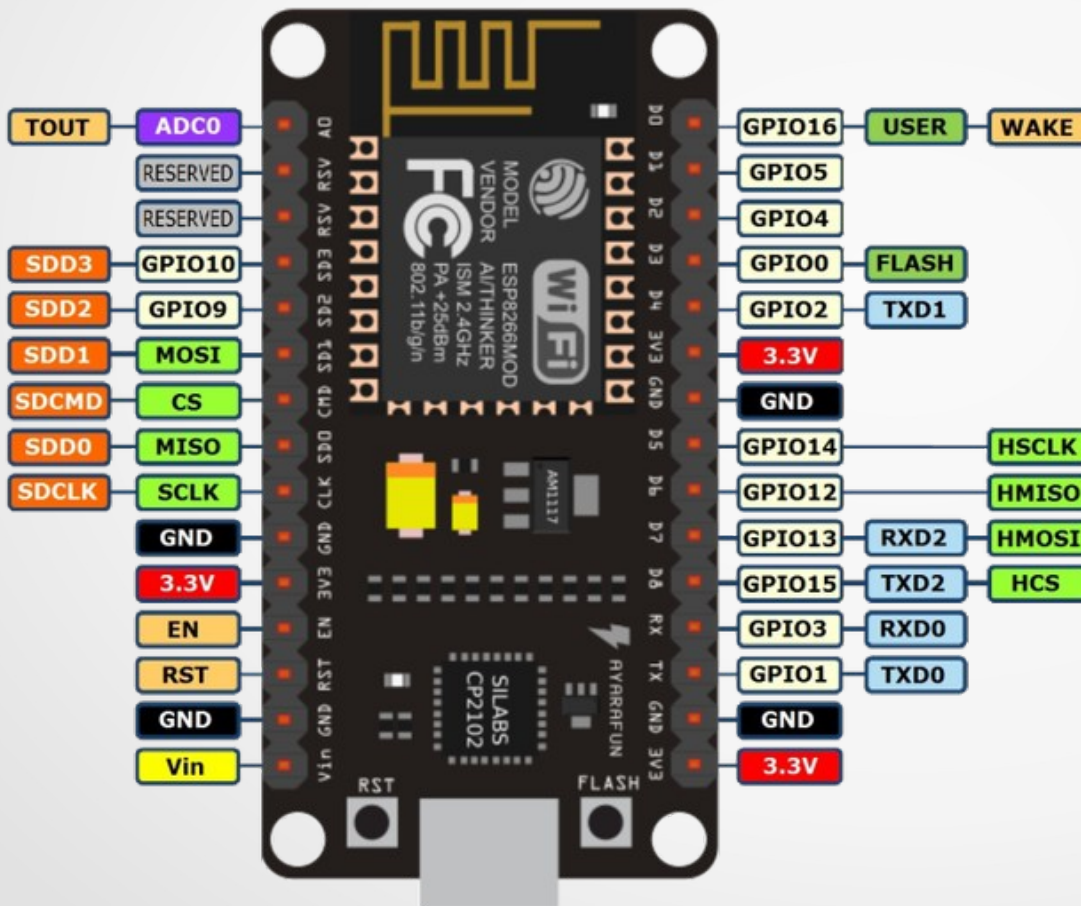 TOUT ADC0 A0 D0 GPIO16 USER WAKE
RESERVED RSV D1 GPIO5
RESERVED RSV D2 GPIO4
SDD3 GPIO10 SD3 D3 GPIO0 FLASH
SDD2 GPIO9 SD2 D4 GPIO2 TXD1
SDD1 MOSI SD1 3V3 3.3V
SDCMD CS CMD GND GND
SDD0 MISO SD0 D5 GPIO14 HSCLK
SDCLK SCLK CLK D6 GPIO12 HMISO
GND GND D7 GPIO13 RXD2 HMOSI
3.3V 3V3 D8 GPIO15 TXD2 HCS
EN EN RX GPIO3 RXD0
RST RST TX GPIO1 TXD0
GND GND GND GND
Vin Vin 3V3 3.3V
MODEL
VENDOR
ESP8266MOD
AI/THINKER
ISM 2.4GHz
PA +25dBm
802.11b/g/n
FC
Wi Fi
AM1117
SILABS
CP2102
AYARAFUN
RST
FLASH